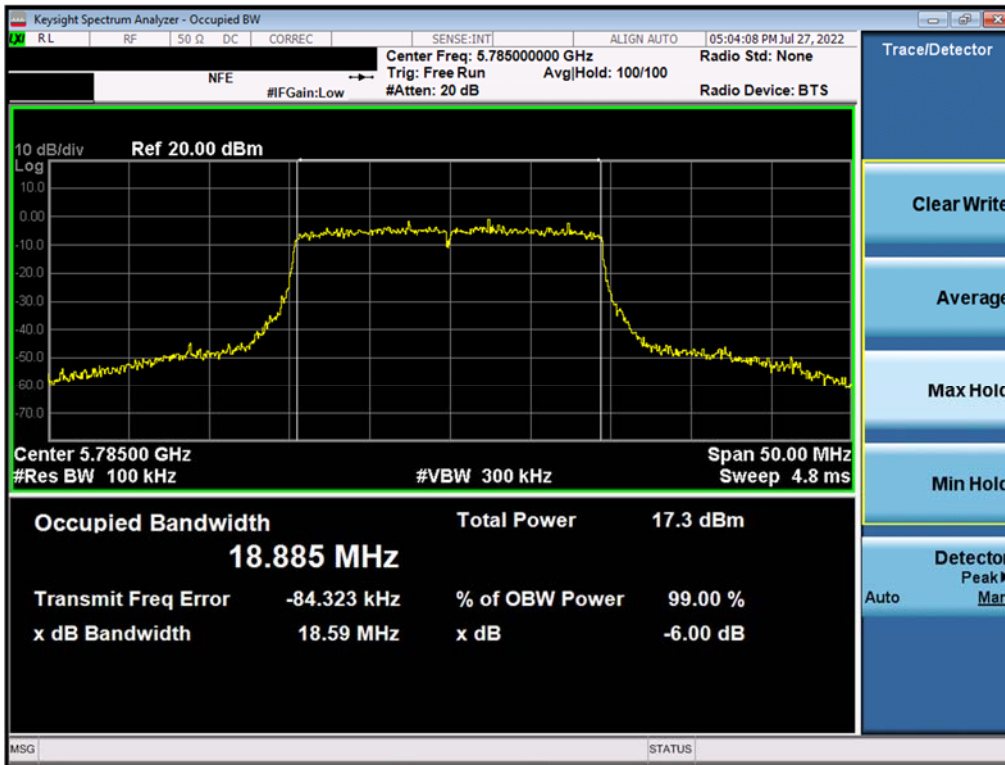 Keysight Spectrum Analyzer - Occupied BW
LXI RL RF 50 Ω DC CORREC SENSE:INT ALIGN AUTO 05:04:08 PM Jul 27, 2022
Center Freq: 5.785000000 GHz Radio Std: None
NFE Trig: Free Run Avg|Hold: 100/100
#IFGain:Low #Atten: 20 dB Radio Device: BTS
10 dB/div Ref 20.00 dBm
Log
10.0
0.00
-10.0
-20.0
-30.0
-40.0
-50.0
-60.0
-70.0
Center 5.78500 GHz Span 50.00 MHz
#Res BW 100 kHz #VBW 300 kHz Sweep 4.8 ms
Occupied Bandwidth Total Power 17.3 dBm
18.885 MHz
Transmit Freq Error -84.323 kHz % of OBW Power 99.00 %
x dB Bandwidth 18.59 MHz x dB -6.00 dB
MSG STATUS
Trace/Detector
Clear Write
Average
Max Hold
Min Hold
Detector
Peak
Auto Man